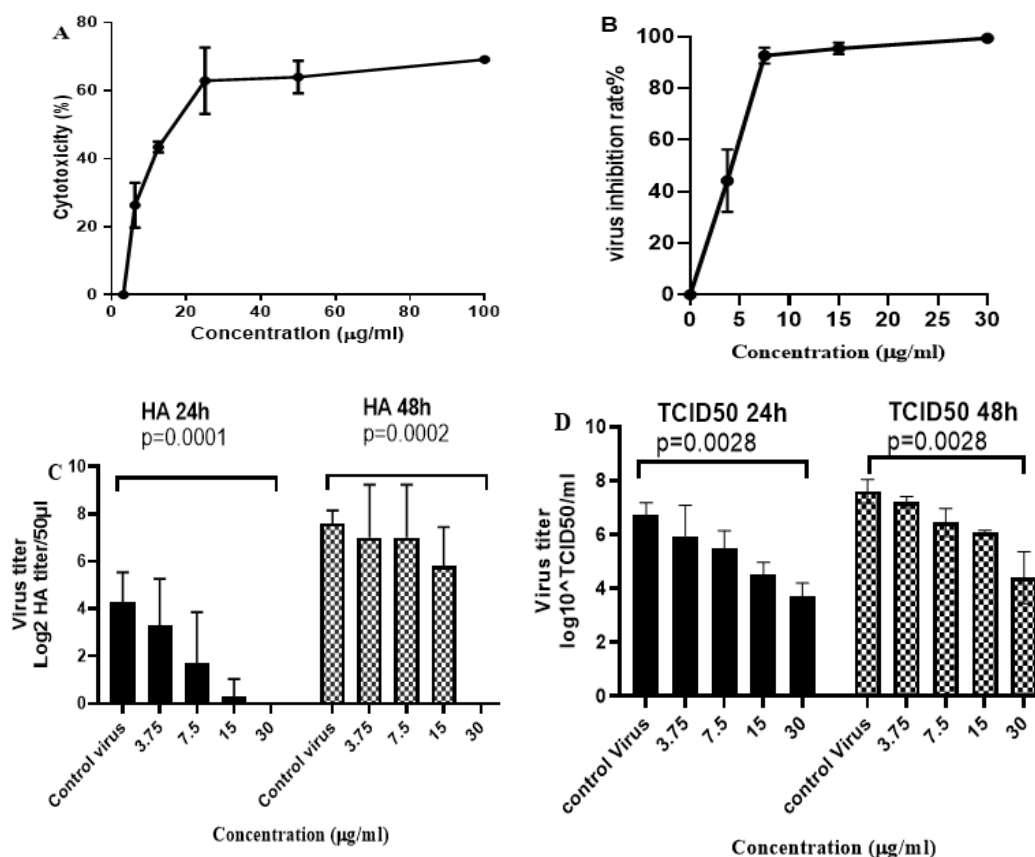 A
80
60
40
20
0
Cytotoxicity (%)
0 20 40 60 80 100
Concentration (µg/ml)
B
100
80
60
40
20
0
virus inhibition rate%
0 5 10 15 20 25 30
Concentration (µg/ml)
HA 24h
p=0.0001
HA 48h
p=0.0002
C
10
8
6
4
2
0
Virus titer
Log2 HA titer/50µl
Control virus 3.75 7.5 15 30 Control virus 3.75 7.5 15 30
Concentration (µg/ml)
D
TCID50 24h
p=0.0028
TCID50 48h
p=0.0028
8
6
4
2
0
Virus titer
log10^TCID50/ml
control Virus 3.75 7.5 15 30 control Virus 3.75 7.5 15 30
Concentration (µg/ml)